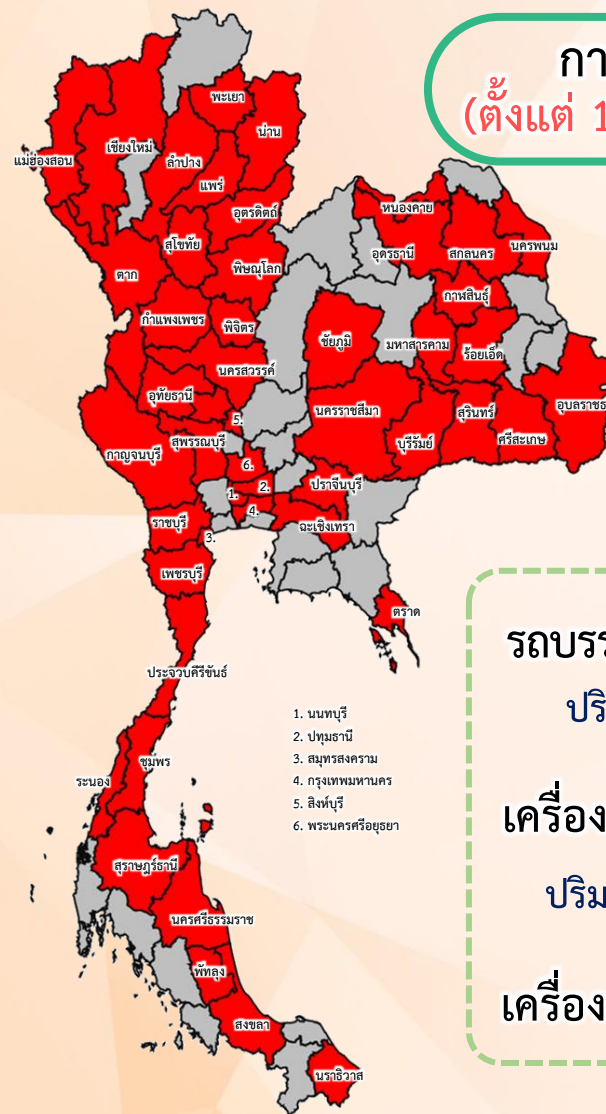 กา
(ตั้งแต่ 1
พะเยา
น่าน
เชียงใหม่
แม่ฮ่องสอน
ลำปาง
แพร่
อุตรดิตถ์
สุโขทัย
ตาก
พิษณุโลก
กำแพงเพชร
พิจิตร
นครสวรรค์
อุทัยธานี
หนองคาย
อุดรธานี
สกลนคร
นครพนม
กาฬสินธุ์
ชัยภูมิ
มหาสารคาม
ร้อยเอ็ด
นครราชสีมา
บุรีรัมย์
สุรินทร์
ศรีสะเกษ
อุบลราชธ
5.
สุพรรณบุรี
กาญจนบุรี
6.
2.
1.
4.
ปราจีนบุรี
ฉะเชิงเทรา
ราชบุรี
3.
เพชรบุรี
ตราด
ประจวบคีรีขันธ์
1. นนทบุรี
2. ปทุมธานี
3. สมุทรสงคราม
4. กรุงเทพมหานคร
5. สิงห์บุรี
6. พระนครศรีอยุธยา
ชุมพร
ระนอง
สุราษฎร์ธานี
นครศรีธรรมราช
พัทลุง
สงขลา
นราธิวาส
รถบรร
ปริ
เครื่อง
ปริม
เครื่อง